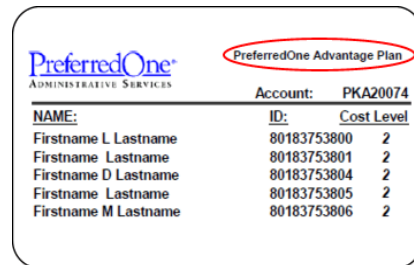 PreferredOne®
ADMINISTRATIVE SERVICES
PreferredOne Advantage Plan
Account: PKA20074
NAME: ID: Cost Level
Firstname L Lastname 80183753800 2
Firstname Lastname 80183753801 2
Firstname D Lastname 80183753804 2
Firstname Lastname 80183753805 2
Firstname M Lastname 80183753806 2